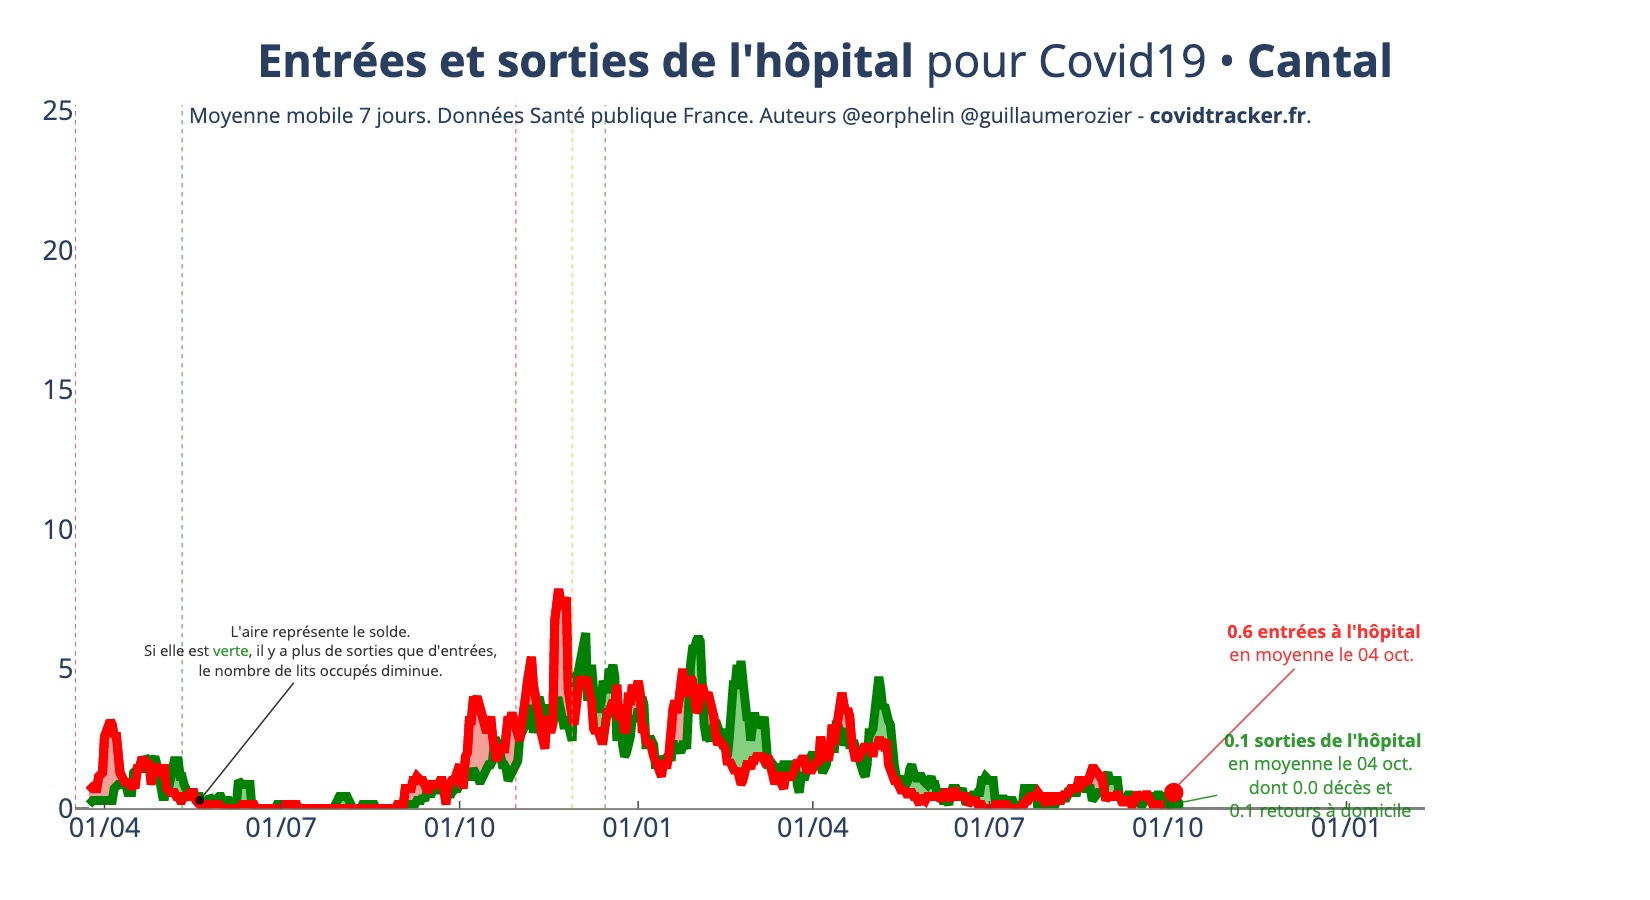 Entrées et sorties de l'hôpital pour Covid19 • Cantal
Moyenne mobile 7 jours. Données Santé publique France. Auteurs @eorphelin @guillaumerozier - covidtracker.fr.
25
20
15
10
5
0
L'aire représente le solde.
Si elle est verte, il y a plus de sorties que d'entrées,
le nombre de lits occupés diminue.
0.6 entrées à l'hôpital
en moyenne le 04 oct.
0.1 sorties de l'hôpital
en moyenne le 04 oct.
dont 0.0 décès et
0.1 retours à domicile
01/04
01/07
01/10
01/01
01/04
01/07
01/10
01/01